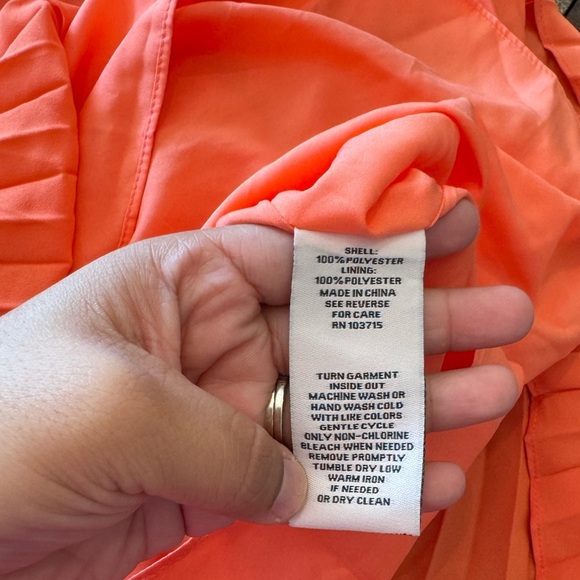 SHELL:
100% POLYESTER
LINING:
100% POLYESTER
MADE IN CHINA
SEE REVERSE
FOR CARE
RN 103715
TURN GARMENT
INSIDE OUT
MACHINE WASH OR
HAND WASH COLD
WITH LIKE COLORS
GENTLE CYCLE
ONLY NON-CHLORINE
BLEACH WHEN NEEDED
REMOVE PROMPTLY
TUMBLE DRY LOW
WARM IRON
IF NEEDED
OR DRY CLEAN